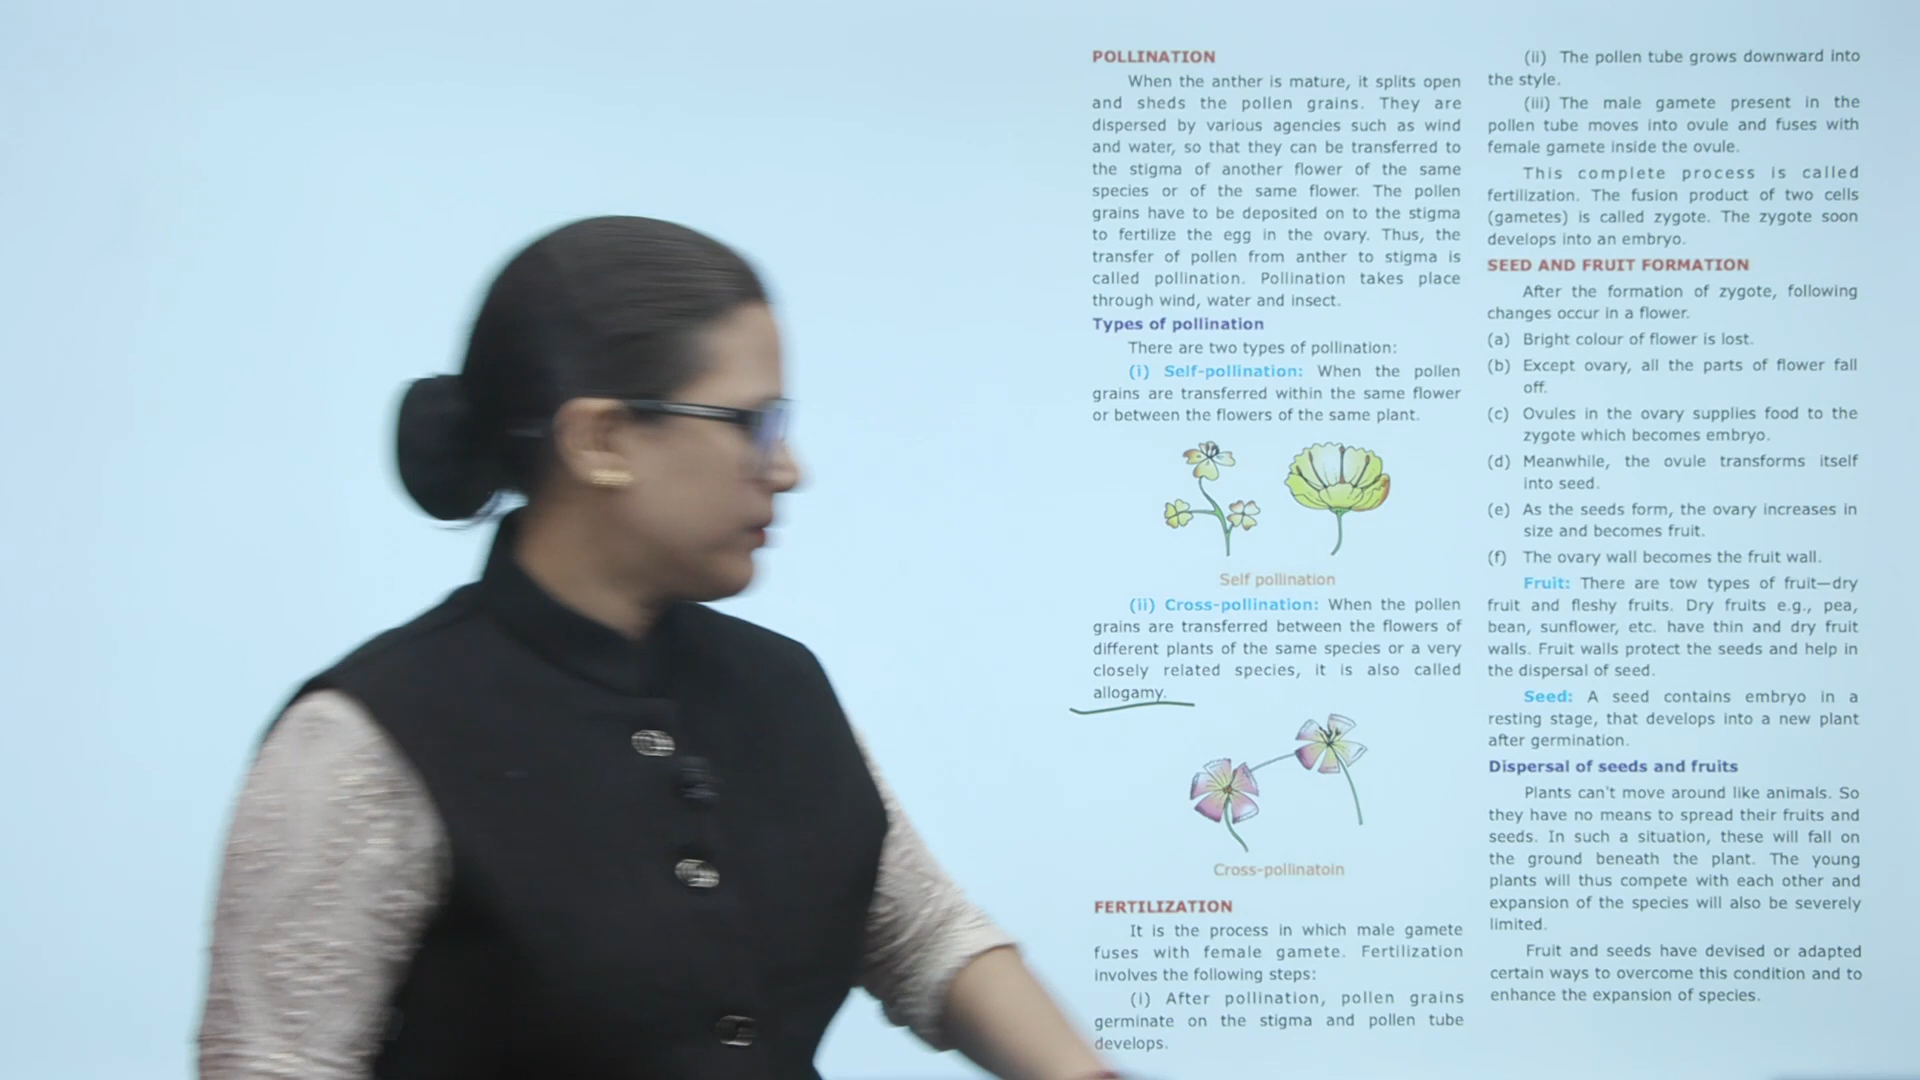 POLLINATION
When the anther is mature, it splits open
and sheds the pollen grains. They are
dispersed by various agencies such as wind
and water, so that they can be transferred to
the stigma of another flower of the same
species or of the same flower. The pollen
grains have to be deposited on to the stigma
to fertilize the egg in the ovary. Thus, the
transfer of pollen from anther to stigma is
called pollination. Pollination takes place
through wind, water and insect.
Types of pollination
There are two types of pollination:
(i) Self-pollination: When the pollen
grains are transferred within the same flower
or between the flowers of the same plant.
Self pollination
(ii) Cross-pollination: When the pollen
grains are transferred between the flowers of
different plants of the same species or a very
closely related species, it is also called
allogamy.
Cross-pollinatoin
FERTILIZATION
It is the process in which male gamete
fuses with female gamete. Fertilization
involves the following steps:
(i) After pollination, pollen grains
germinate on the stigma and pollen tube
develops.
(ii) The pollen tube grows downward into
the style.
(iii) The male gamete present in the
pollen tube moves into ovule and fuses with
female gamete inside the ovule.
This complete process is called
fertilization. The fusion product of two cells
(gametes) is called zygote. The zygote soon
develops into an embryo.
SEED AND FRUIT FORMATION
After the formation of zygote, following
changes occur in a flower.
(a) Bright colour of flower is lost.
(b) Except ovary, all the parts of flower fall
off.
(c) Ovules in the ovary supplies food to the
zygote which becomes embryo.
(d) Meanwhile, the ovule transforms itself
into seed.
(e) As the seeds form, the ovary increases in
size and becomes fruit.
(f) The ovary wall becomes the fruit wall.
Fruit: There are tow types of fruit—dry
fruit and fleshy fruits. Dry fruits e.g., pea,
bean, sunflower, etc. have thin and dry fruit
walls. Fruit walls protect the seeds and help in
the dispersal of seed.
Seed: A seed contains embryo in a
resting stage, that develops into a new plant
after germination.
Dispersal of seeds and fruits
Plants can't move around like animals. So
they have no means to spread their fruits and
seeds. In such a situation, these will fall on
the ground beneath the plant. The young
plants will thus compete with each other and
expansion of the species will also be severely
limited.
Fruit and seeds have devised or adapted
certain ways to overcome this condition and to
enhance the expansion of species.